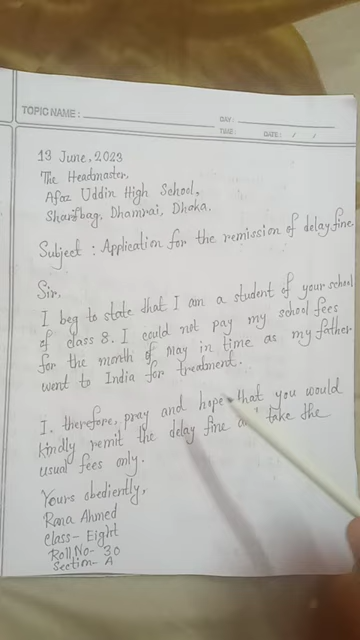 TOPIC NAME :
DAY :
TIME :
DATE : / /
13 June, 2023
The Headmaster,
Afaz Uddin High School,
Sharifbag, Dhamrai, Dhaka.
Subject : Application for the remission of delay fine.
Sir,
I beg to state that I am a student of your school
of class 8. I could not pay my school fees
for the month of May in time as my father
went to India for treatment.
I, therefore, pray and hope that you would
kindly remit the delay fine and take the
usual fees only.
Yours obediently,
Rana Ahmed
Class- Eight
Roll No- 30
Section- A